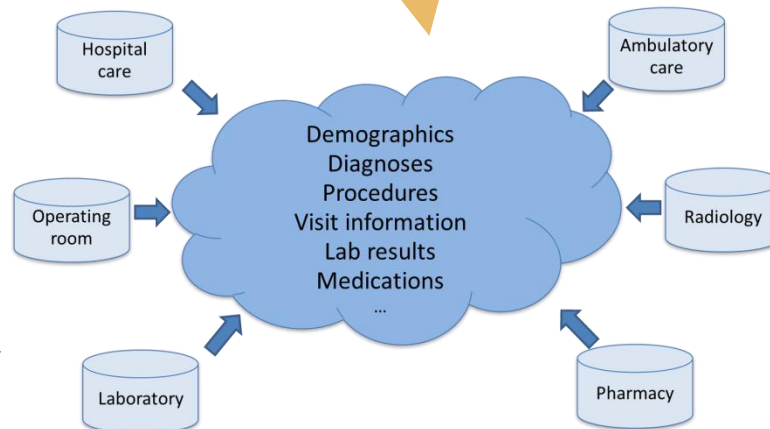 Hospital
care
Ambulatory
care
Demographics
Diagnoses
Procedures
Visit information
Lab results
Medications
...
Operating
room
Radiology
Laboratory
Pharmacy